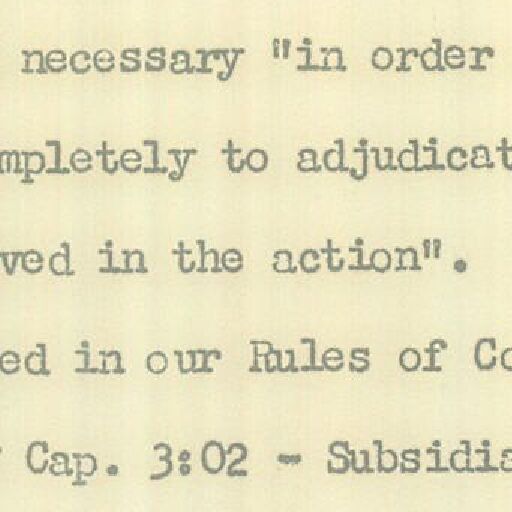 necessary "in order
mpletely to adjudicat
ved in the action".
ed in our Rules of Co
Cap. 3:02 - Subsidia